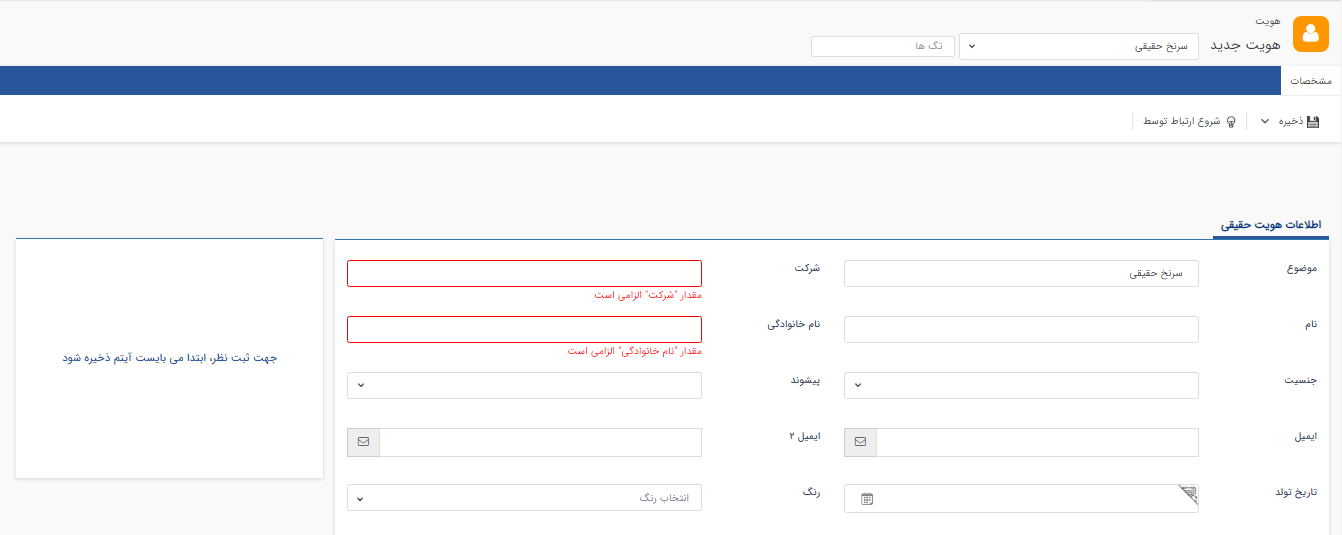 هویت
هویت جدید
سرنخ حقیقی
تگ ها
مشخصات
ذخیره
شروع ارتباط توسط
اطلاعات هویت حقیقی
موضوع
سرنخ حقیقی
شرکت
مقدار "شرکت" الزامی است
نام
نام خانوادگی
مقدار "نام خانوادگی" الزامی است
جنسیت
پیشوند
ایمیل
ایمیل ۲
تاریخ تولد
رنگ
انتخاب رنگ
جهت ثبت نظر، ابتدا می بایست آیتم ذخیره شود